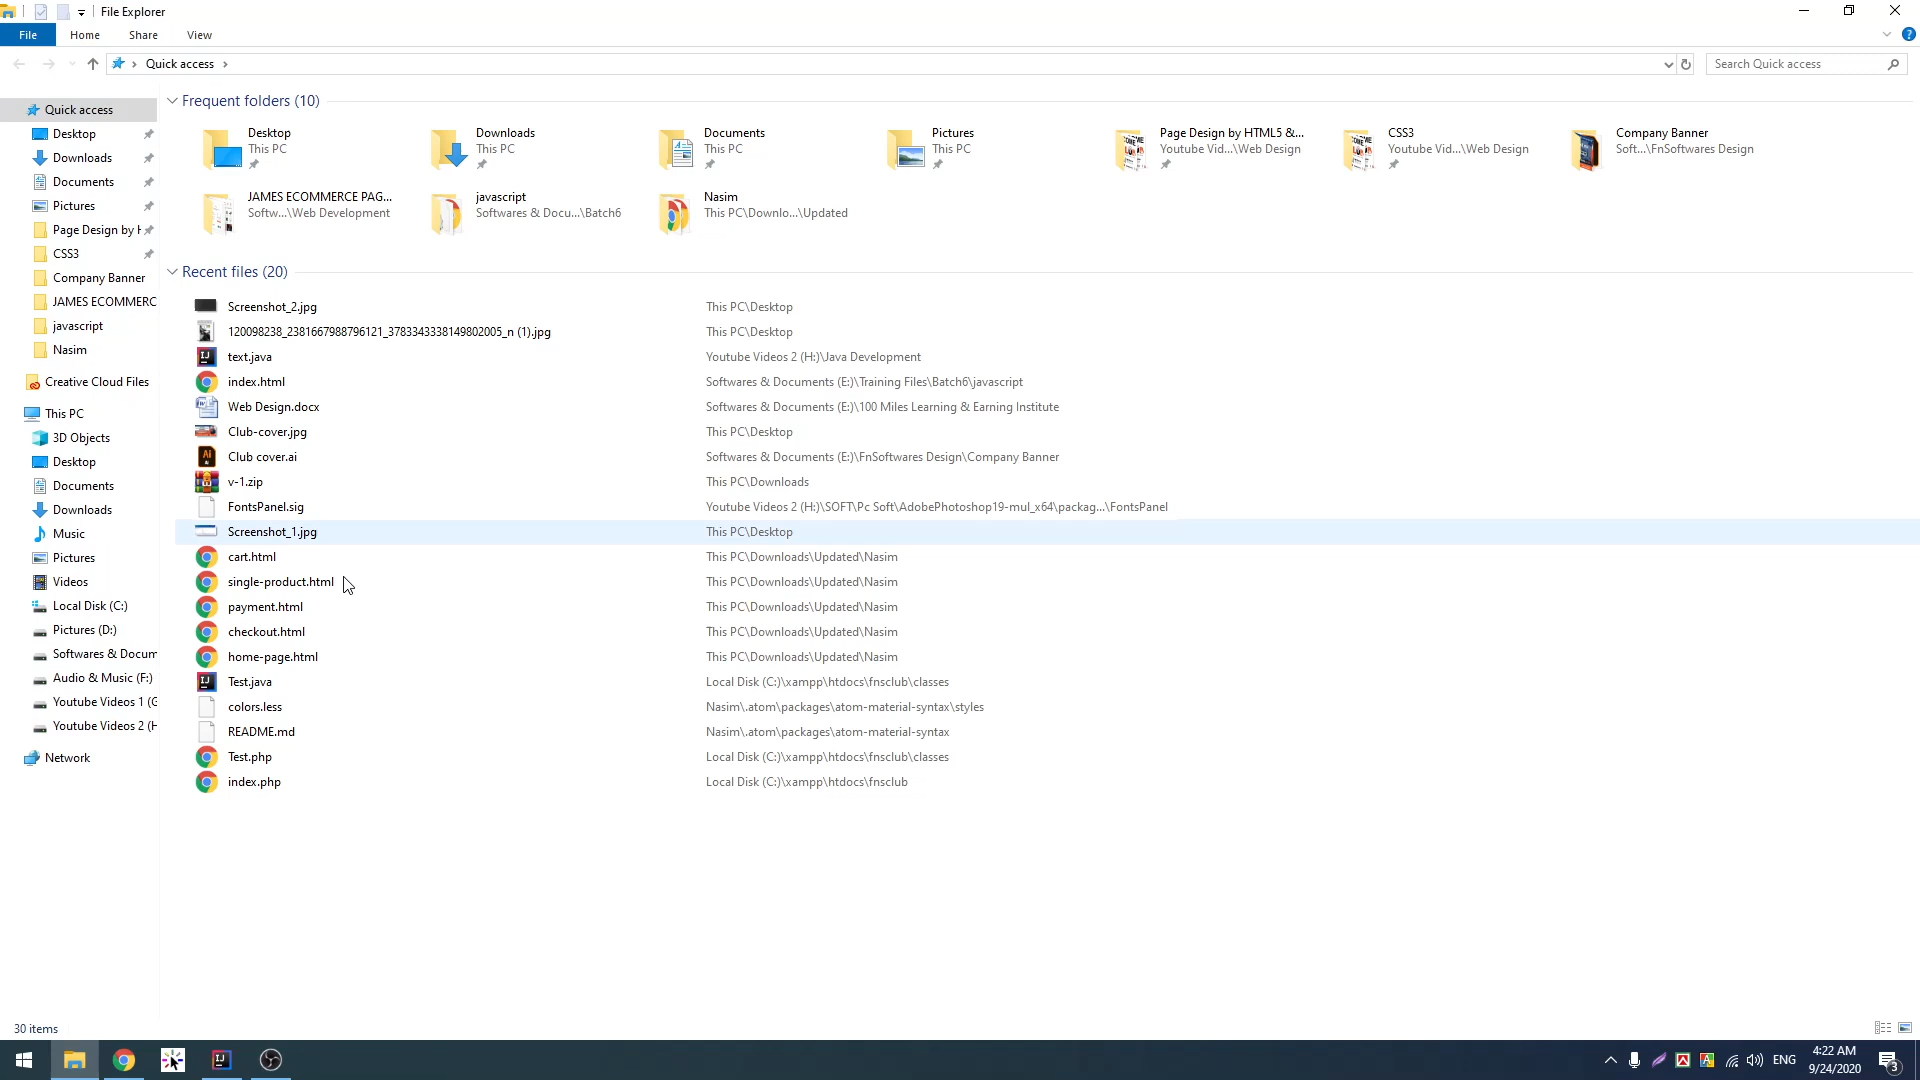 File Explorer
File Home Share View
Quick access
Search Quick access
Quick access
Desktop
Downloads
Documents
Pictures
Page Design by H
CSS3
Company Banner
JAMES ECOMMERC
javascript
Nasim
Creative Cloud Files
This PC
3D Objects
Desktop
Documents
Downloads
Music
Pictures
Videos
Local Disk (C:)
Pictures (D:)
Softwares & Docum
Audio & Music (F:)
Youtube Videos 1 (G
Youtube Videos 2 (H
Network
Frequent folders (10)
Desktop
This PC
Downloads
This PC
Documents
This PC
Pictures
This PC
Page Design by HTML5 &...
Youtube Vid...\Web Design
CSS3
Youtube Vid...\Web Design
Company Banner
Soft...\FnSoftwares Design
JAMES ECOMMERCE PAG...
Softw...\Web Development
javascript
Softwares & Docu...\Batch6
Nasim
This PC\Downlo...\Updated
Recent files (20)
Screenshot_2.jpg This PC\Desktop
120098238_2381667988796121_3783343338149802005_n (1).jpg This PC\Desktop
text.java Youtube Videos 2 (H:)\Java Development
index.html Softwares & Documents (E:)\Training Files\Batch6\javascript
Web Design.docx Softwares & Documents (E:)\100 Miles Learning & Earning Institute
Club-cover.jpg This PC\Desktop
Club cover.ai Softwares & Documents (E:)\FnSoftwares Design\Company Banner
v-1.zip This PC\Downloads
FontsPanel.sig Youtube Videos 2 (H:)\SOFT\Pc Soft\AdobePhotoshop19-mul_x64\packag...\FontsPanel
Screenshot_1.jpg This PC\Desktop
cart.html This PC\Downloads\Updated\Nasim
single-product.html This PC\Downloads\Updated\Nasim
payment.html This PC\Downloads\Updated\Nasim
checkout.html This PC\Downloads\Updated\Nasim
home-page.html This PC\Downloads\Updated\Nasim
Test.java Local Disk (C:)\xampp\htdocs\fnsclub\classes
colors.less Nasim\.atom\packages\atom-material-syntax\styles
README.md Nasim\.atom\packages\atom-material-syntax
Test.php Local Disk (C:)\xampp\htdocs\fnsclub\classes
index.php Local Disk (C:)\xampp\htdocs\fnsclub
30 items
ENG
4:22 AM
9/24/2020
3